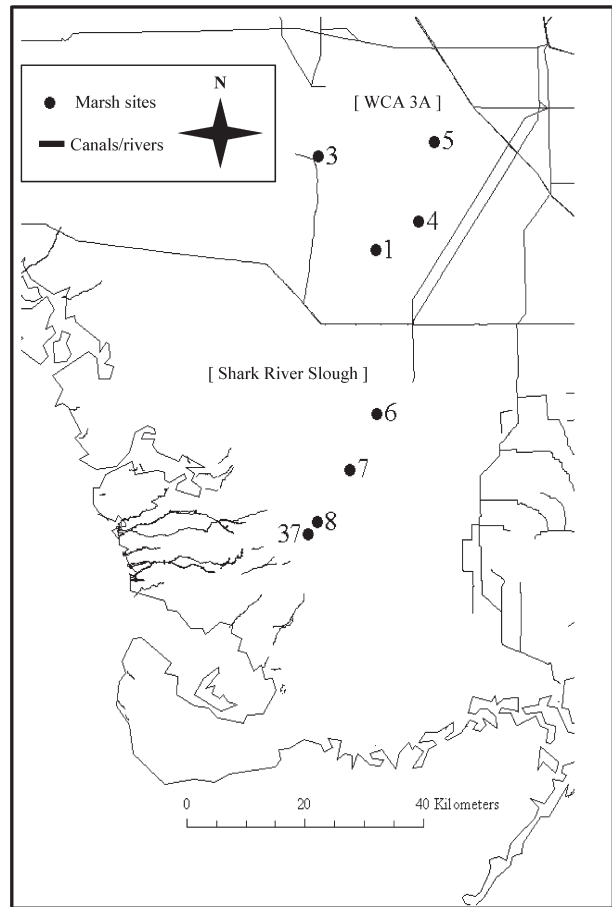 N
Marsh sites
Canals/rivers
[ WCA 3A ]
5
3
4
1
[ Shark River Slough ]
6
7
8
37
0 20 40 Kilometers